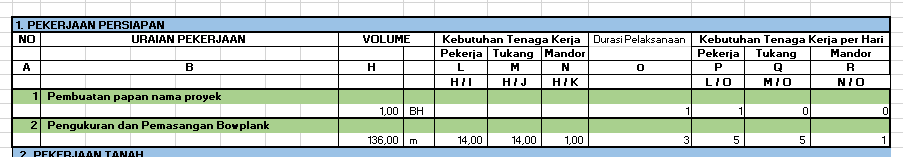 1. PEKERJAAN PERSIAPAN
NO URAIAN PEKERJAAN VOLUME Kebutuhan Tenaga Kerja Durasi Pelaksanaan Kebutuhan Tenaga Kerja per Hari
Pekerja Tukang Mandor Pekerja Tukang Mandor
A B H L M N O P Q R
H / I H / J H / K L / O M / O N / O
1 Pembuatan papan nama proyek
1,00 BH 1 1 0 0
2 Pengukuran dan Pemasangan Bowplank
136,00 m 14,00 14,00 1,00 3 5 5 1
2. PEKERJAAN TANAH